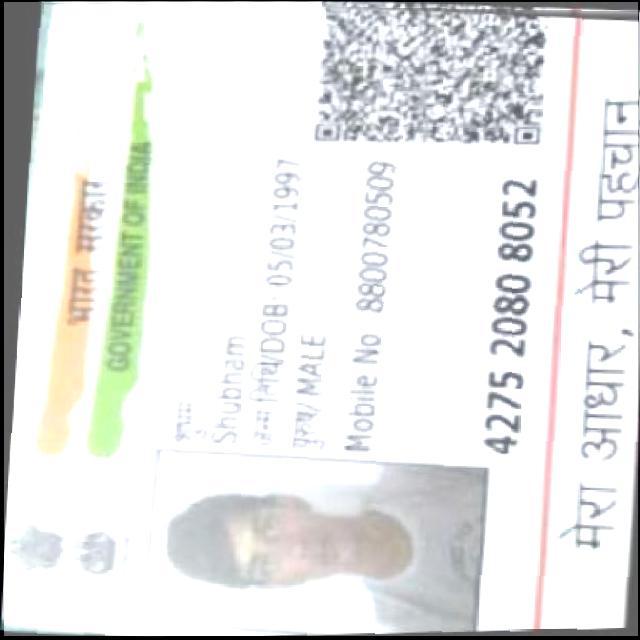 भारत सरकार
GOVERNMENT OF INDIA
Shubham
जन्म तिथि/DOB: 05/03/1997
पुरुष/ MALE
Mobile No 8800780509
4275 2080 8052
मेरा आधार, मेरी पहचान